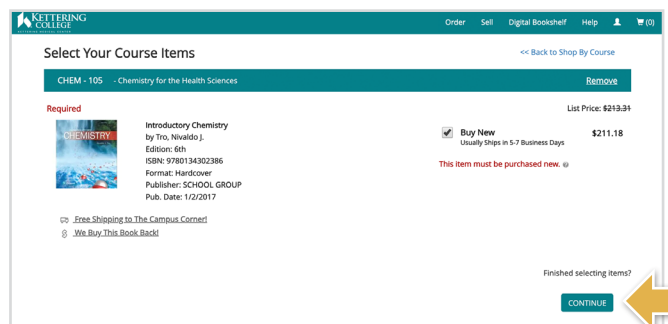 KETTERING
COLLEGE
KETTERING MEDICAL CENTER
Order Sell Digital Bookshelf Help (0)
Select Your Course Items
<< Back to Shop By Course
CHEM - 105 - Chemistry for the Health Sciences Remove
Required
List Price: $213.31
CHEMISTRY
Introductory Chemistry
by Tro, Nivaldo J.
Edition: 6th
ISBN: 9780134302386
Format: Hardcover
Publisher: SCHOOL GROUP
Pub. Date: 1/2/2017
Buy New $211.18
Usually Ships in 5-7 Business Days
This item must be purchased new.
Free Shipping to The Campus Corner!
We Buy This Book Back!
Finished selecting items?
CONTINUE